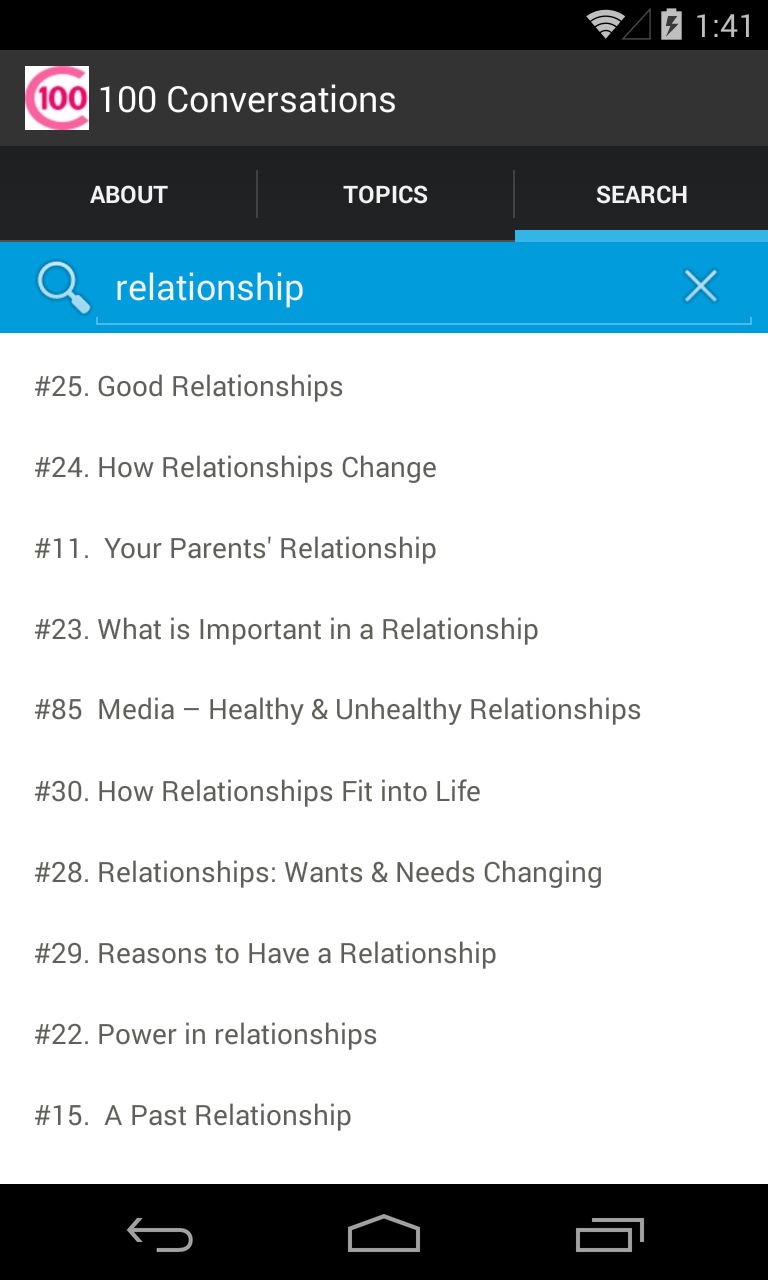 1:41
100 100 Conversations
ABOUT TOPICS SEARCH
relationship
#25. Good Relationships
#24. How Relationships Change
#11.  Your Parents' Relationship
#23. What is Important in a Relationship
#85  Media – Healthy & Unhealthy Relationships
#30. How Relationships Fit into Life
#28. Relationships: Wants & Needs Changing
#29. Reasons to Have a Relationship
#22. Power in relationships
#15.  A Past Relationship